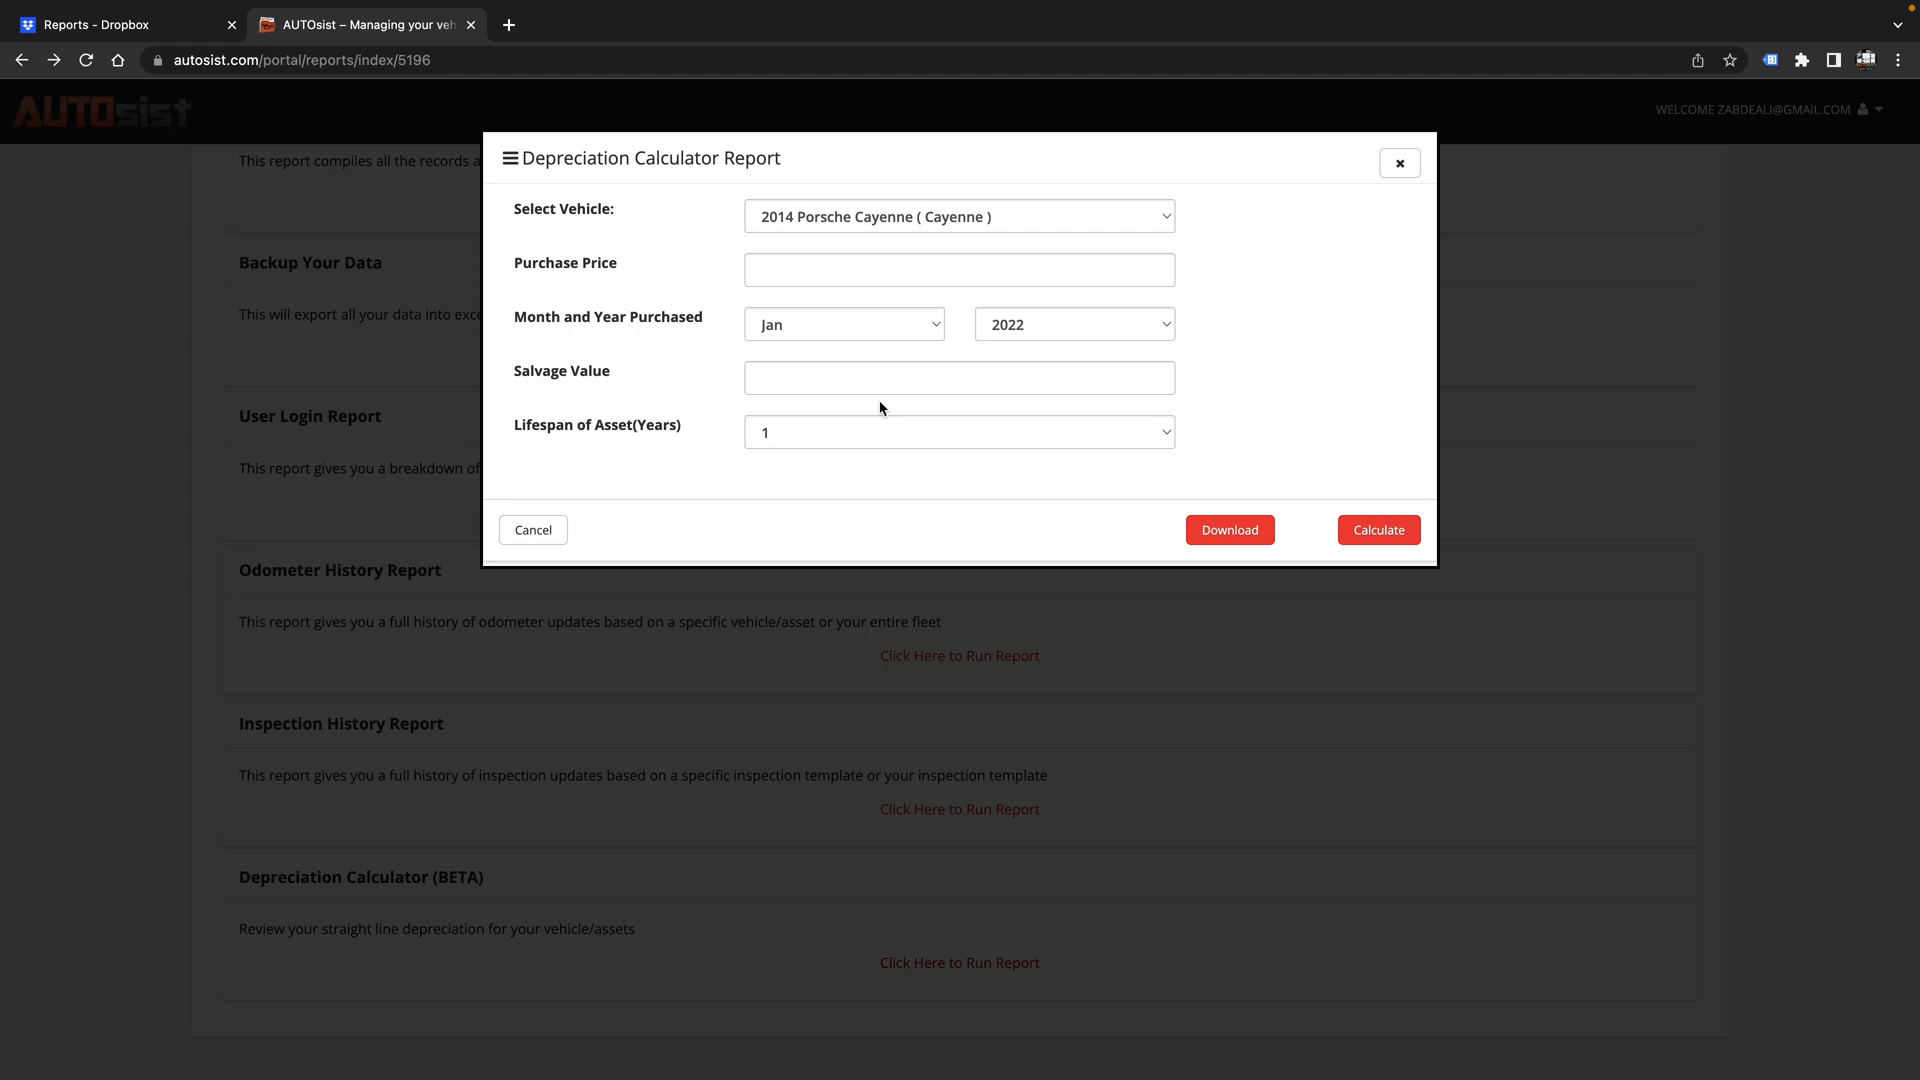 Reports - Dropbox
AUTOsist – Managing your veh
autosist.com/portal/reports/index/5196
AUTOsist
WELCOME ZABDEALI@GMAIL.COM
This report compiles all the records a
Depreciation Calculator Report
Select Vehicle:
2014 Porsche Cayenne ( Cayenne )
Purchase Price
Month and Year Purchased
Jan
2022
Salvage Value
Lifespan of Asset(Years)
1
Cancel
Download
Calculate
Backup Your Data
This will export all your data into exce
User Login Report
This report gives you a breakdown of
Odometer History Report
This report gives you a full history of odometer updates based on a specific vehicle/asset or your entire fleet
Click Here to Run Report
Inspection History Report
This report gives you a full history of inspection updates based on a specific inspection template or your inspection template
Click Here to Run Report
Depreciation Calculator (BETA)
Review your straight line depreciation for your vehicle/assets
Click Here to Run Report